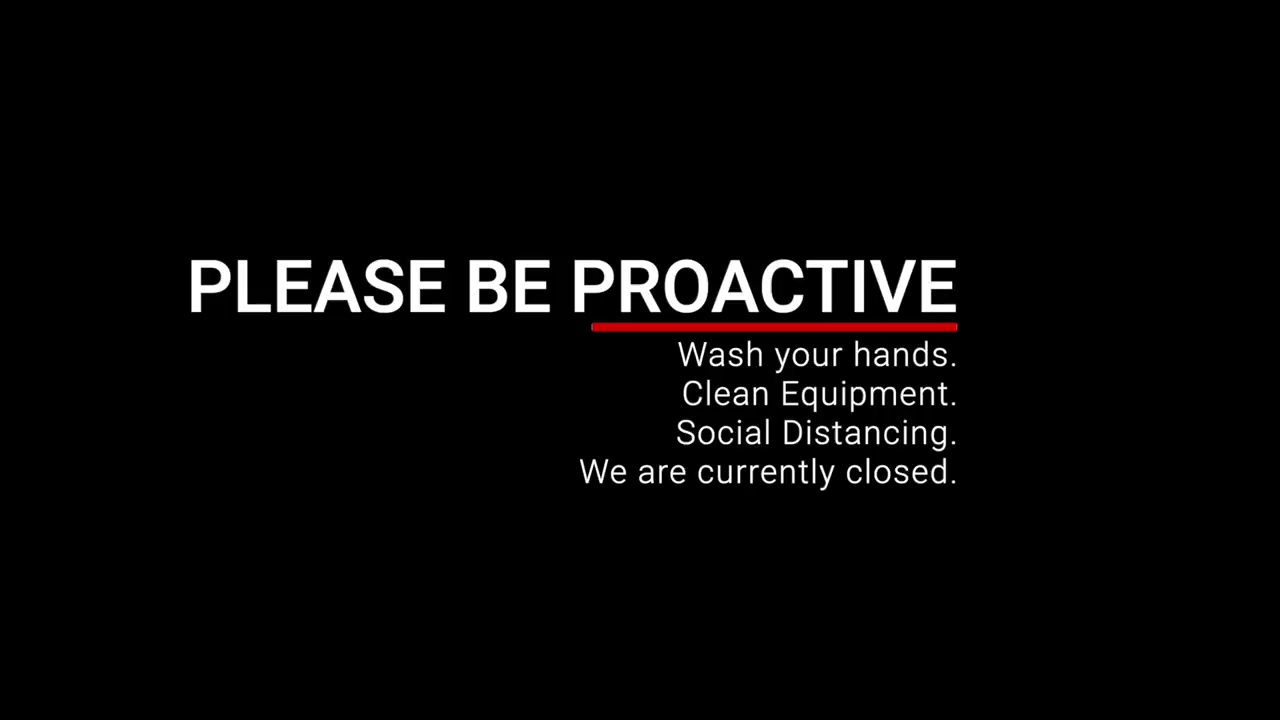 PLEASE BE PROACTIVE
Wash your hands.
Clean Equipment.
Social Distancing.
We are currently closed.